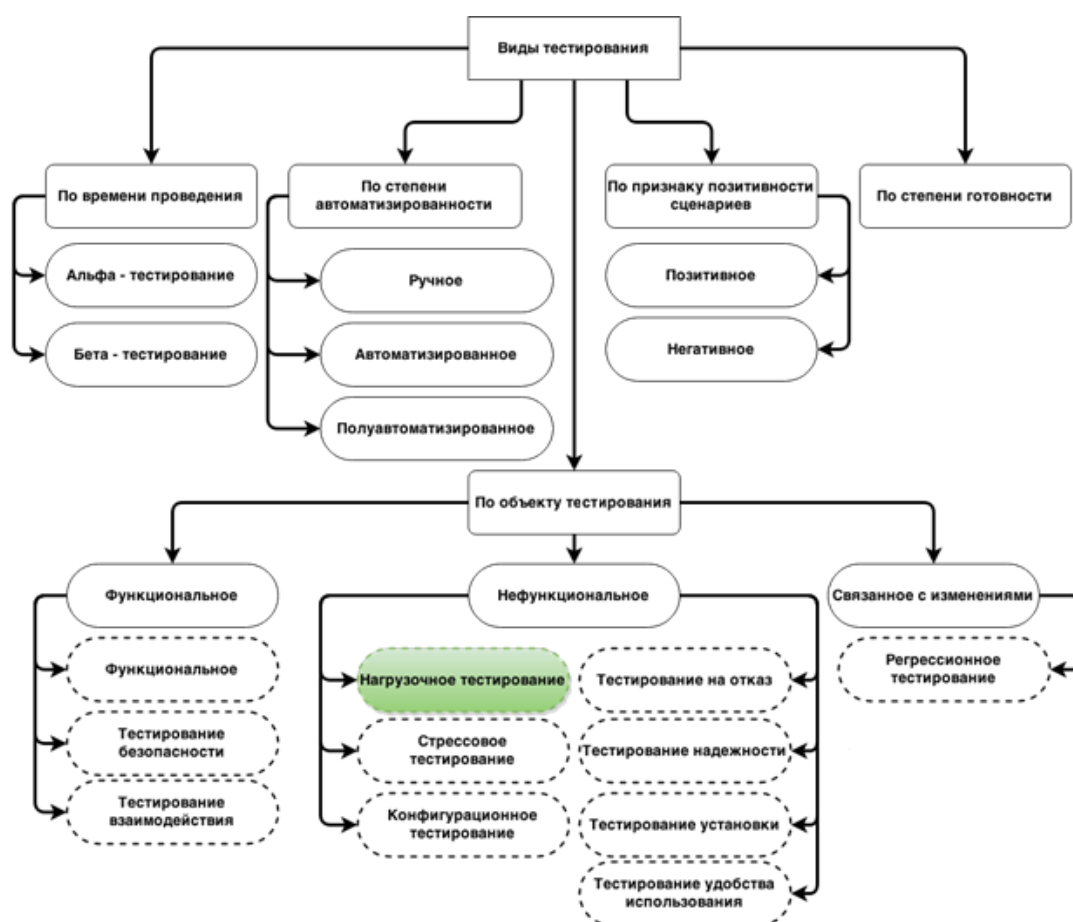 Виды тестирования
По времени проведения
По степени
автоматизированности
По признаку позитивности
сценариев
По степени готовности
Альфа - тестирование
Бета - тестирование
Ручное
Автоматизированное
Полуавтоматизированное
Позитивное
Негативное
По объекту тестирования
Функциональное
Нефункциональное
Связанное с изменениями
Функциональное
Тестирование
безопасности
Тестирование
взаимодействия
Нагрузочное тестирование
Стрессовое
тестирование
Конфигурационное
тестирование
Тестирование на отказ
Тестирование надежности
Тестирование установки
Тестирование удобства
использования
Регрессионное
тестирование